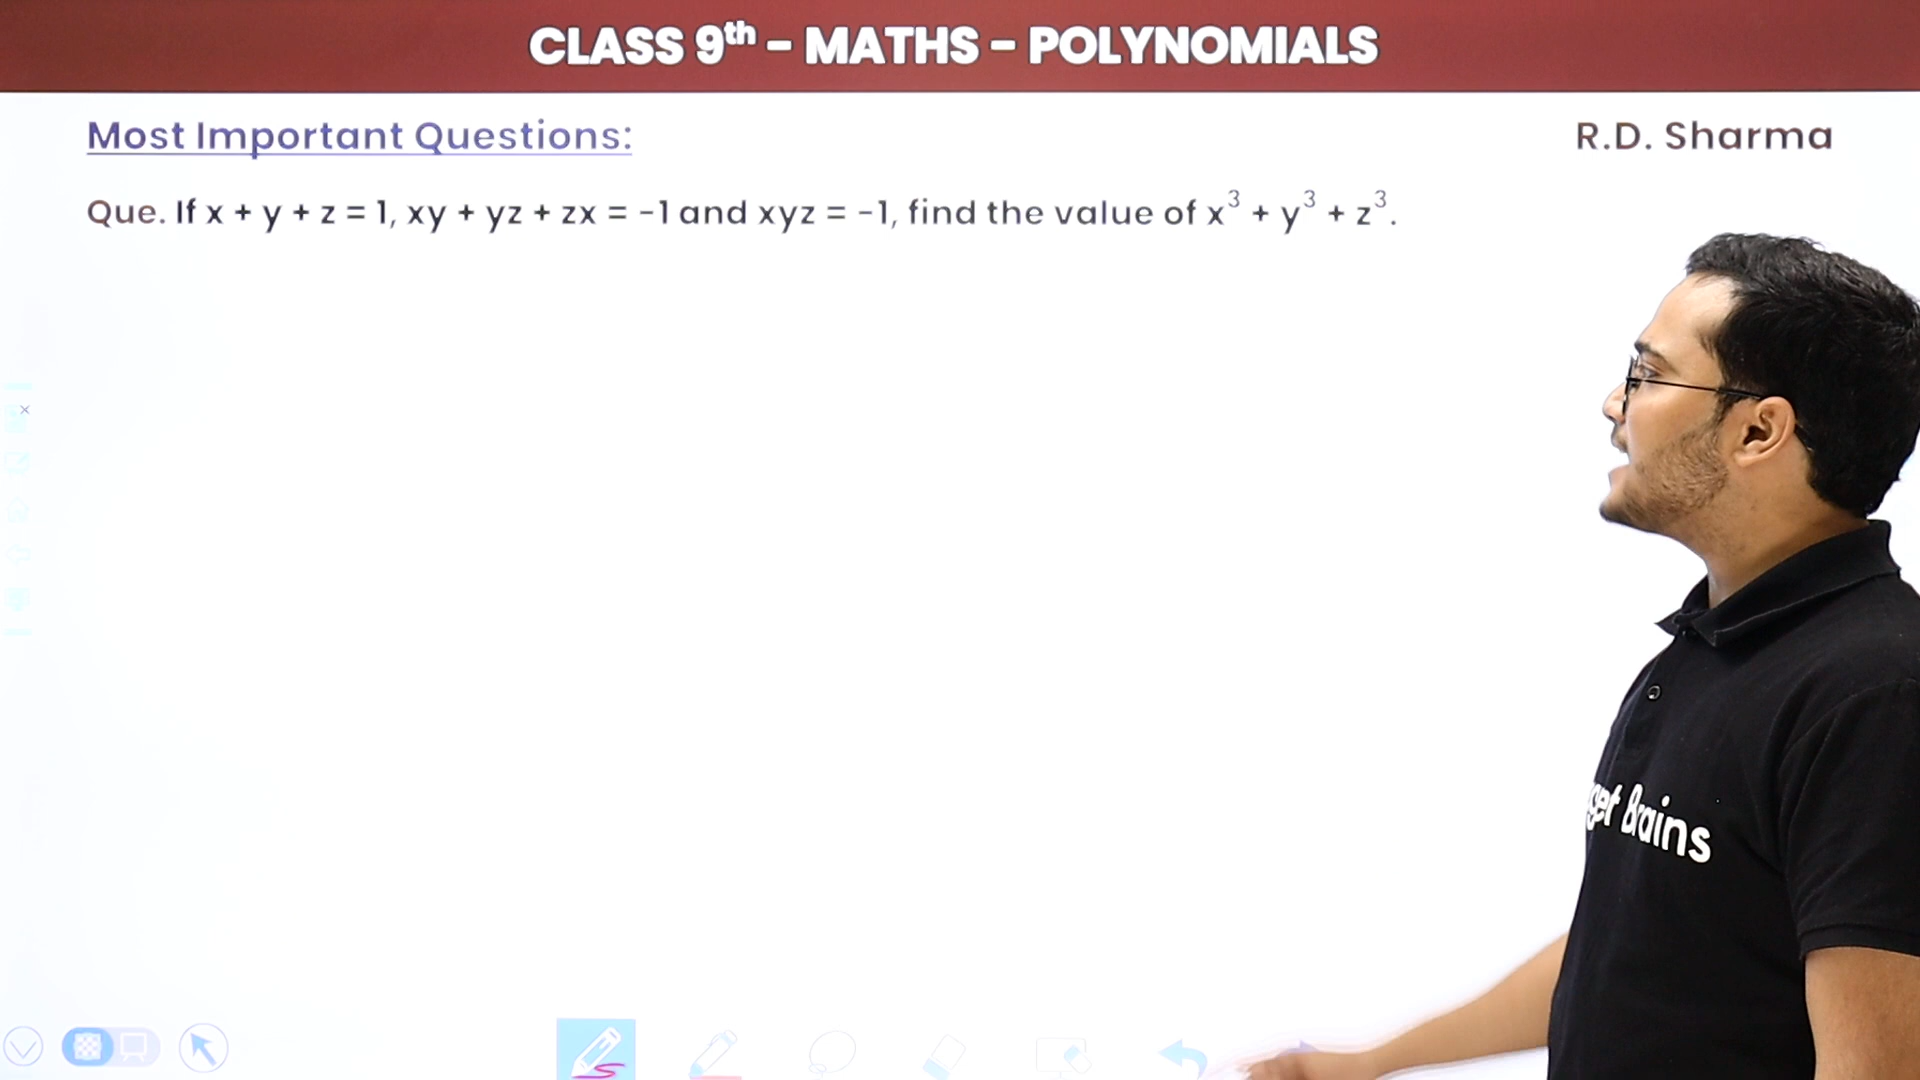 CLASS 9th – MATHS – POLYNOMIALS
Most Important Questions:
R.D. Sharma
Que. If x + y + z = 1, xy + yz + zx = -1 and xyz = -1, find the value of x³ + y³ + z³.
Brains